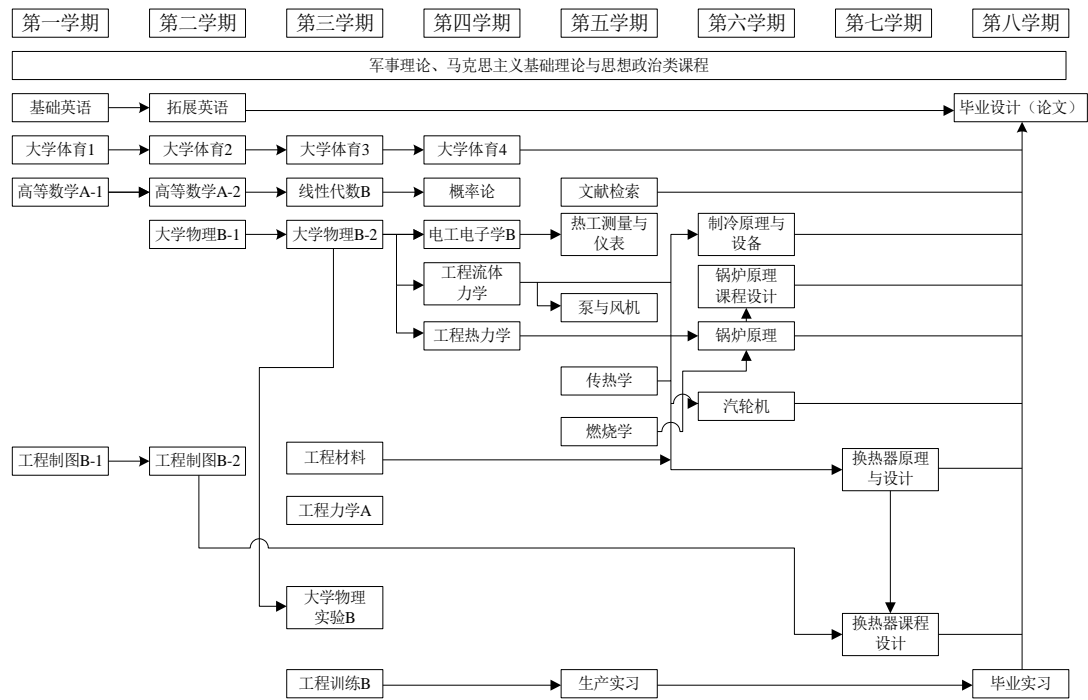 第一学期
第二学期
第三学期
第四学期
第五学期
第六学期
第七学期
第八学期
军事理论、马克思主义基础理论与思想政治类课程
基础英语
拓展英语
毕业设计（论文）
大学体育1
大学体育2
大学体育3
大学体育4
高等数学A-1
高等数学A-2
线性代数B
概率论
文献检索
大学物理B-1
大学物理B-2
电工电子学B
热工测量与
仪表
制冷原理与
设备
工程流体
力学
锅炉原理
课程设计
泵与风机
工程热力学
锅炉原理
传热学
汽轮机
燃烧学
工程制图B-1
工程制图B-2
工程材料
换热器原理
与设计
工程力学A
大学物理
实验B
换热器课程
设计
工程训练B
生产实习
毕业实习